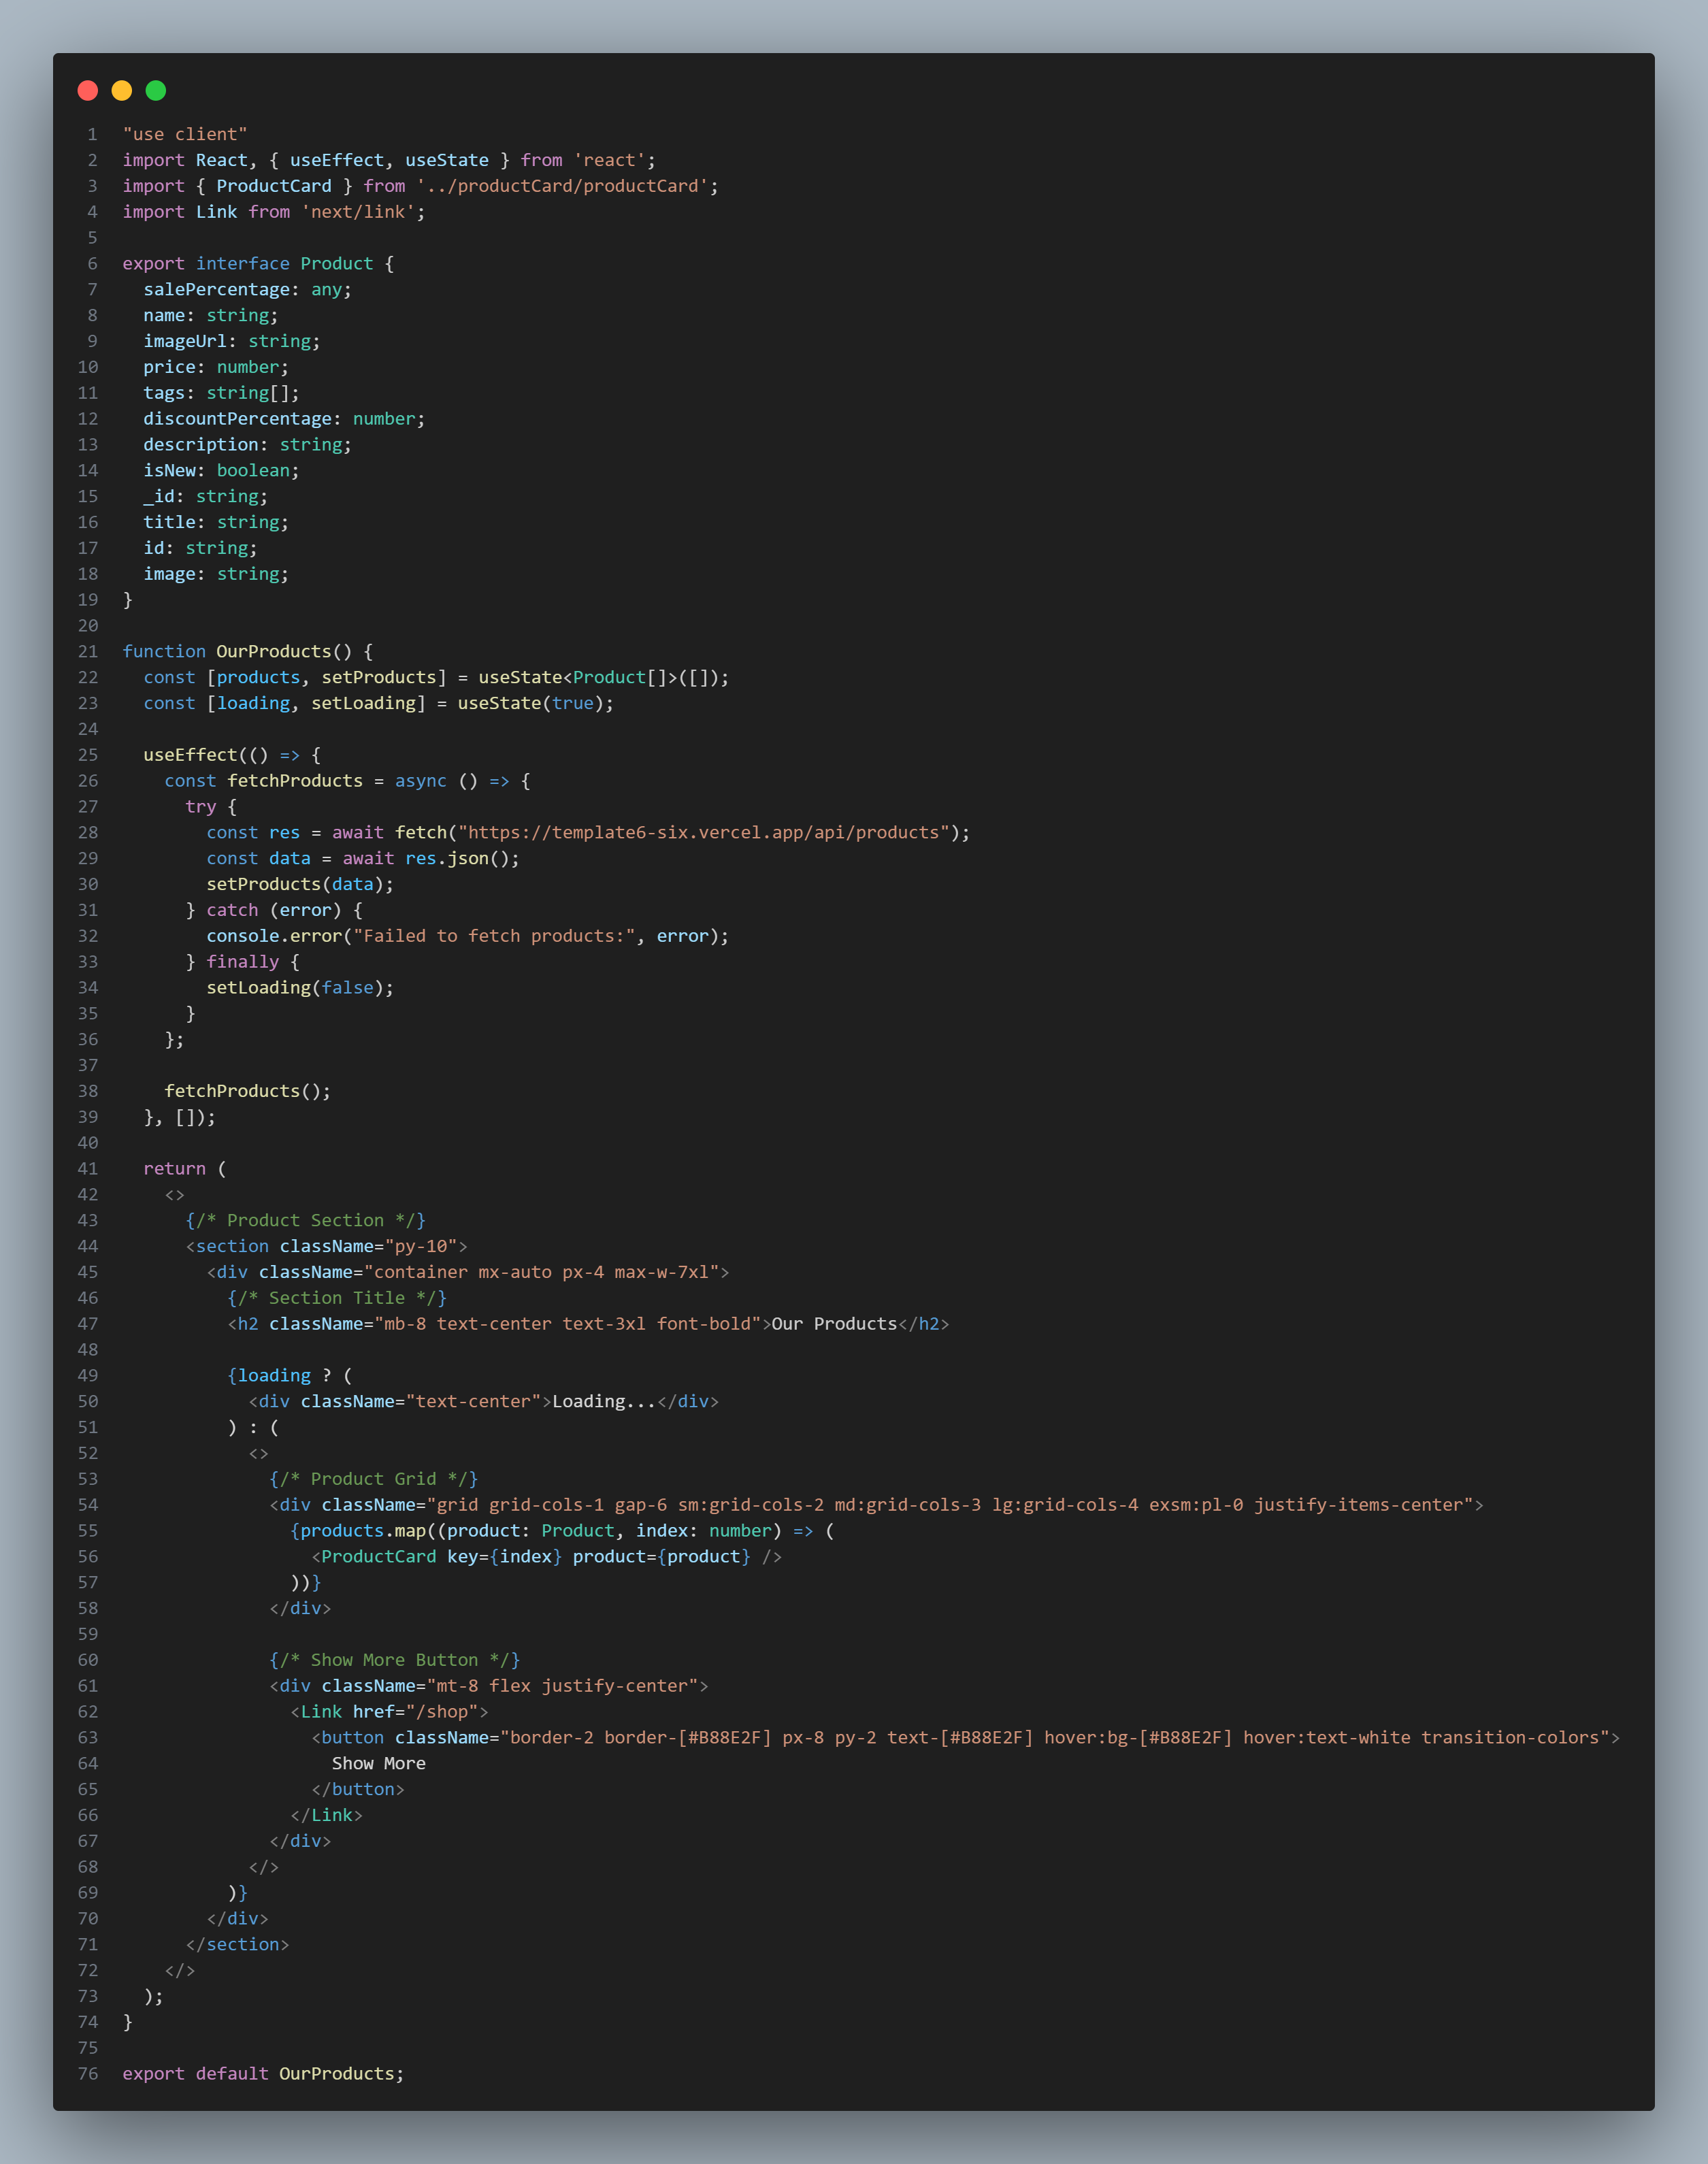 1 "use client"
2 import React, { useEffect, useState } from 'react';
3 import { ProductCard } from '../productCard/productCard';
4 import Link from 'next/link';
5
6 export interface Product {
7   salePercentage: any;
8   name: string;
9   imageUrl: string;
10   price: number;
11   tags: string[];
12   discountPercentage: number;
13   description: string;
14   isNew: boolean;
15   _id: string;
16   title: string;
17   id: string;
18   image: string;
19 }
20
21 function OurProducts() {
22   const [products, setProducts] = useState<Product[]>([]);
23   const [loading, setLoading] = useState(true);
24
25   useEffect(() => {
26     const fetchProducts = async () => {
27       try {
28         const res = await fetch("https://template6-six.vercel.app/api/products");
29         const data = await res.json();
30         setProducts(data);
31       } catch (error) {
32         console.error("Failed to fetch products:", error);
33       } finally {
34         setLoading(false);
35       }
36     };
37
38     fetchProducts();
39   }, []);
40
41   return (
42     <>
43       {/* Product Section */}
44       <section className="py-10">
45         <div className="container mx-auto px-4 max-w-7xl">
46           {/* Section Title */}
47           <h2 className="mb-8 text-center text-3xl font-bold">Our Products</h2>
48
49           {loading ? (
50             <div className="text-center">Loading...</div>
51           ) : (
52             <>
53               {/* Product Grid */}
54               <div className="grid grid-cols-1 gap-6 sm:grid-cols-2 md:grid-cols-3 lg:grid-cols-4 exsm:pl-0 justify-items-center">
55                 {products.map((product: Product, index: number) => (
56                   <ProductCard key={index} product={product} />
57                 ))}
58               </div>
59
60               {/* Show More Button */}
61               <div className="mt-8 flex justify-center">
62                 <Link href="/shop">
63                   <button className="border-2 border-[#B88E2F] px-8 py-2 text-[#B88E2F] hover:bg-[#B88E2F] hover:text-white transition-colors">
64                     Show More
65                   </button>
66                 </Link>
67               </div>
68             </>
69           )}
70         </div>
71       </section>
72     </>
73   );
74 }
75
76 export default OurProducts;